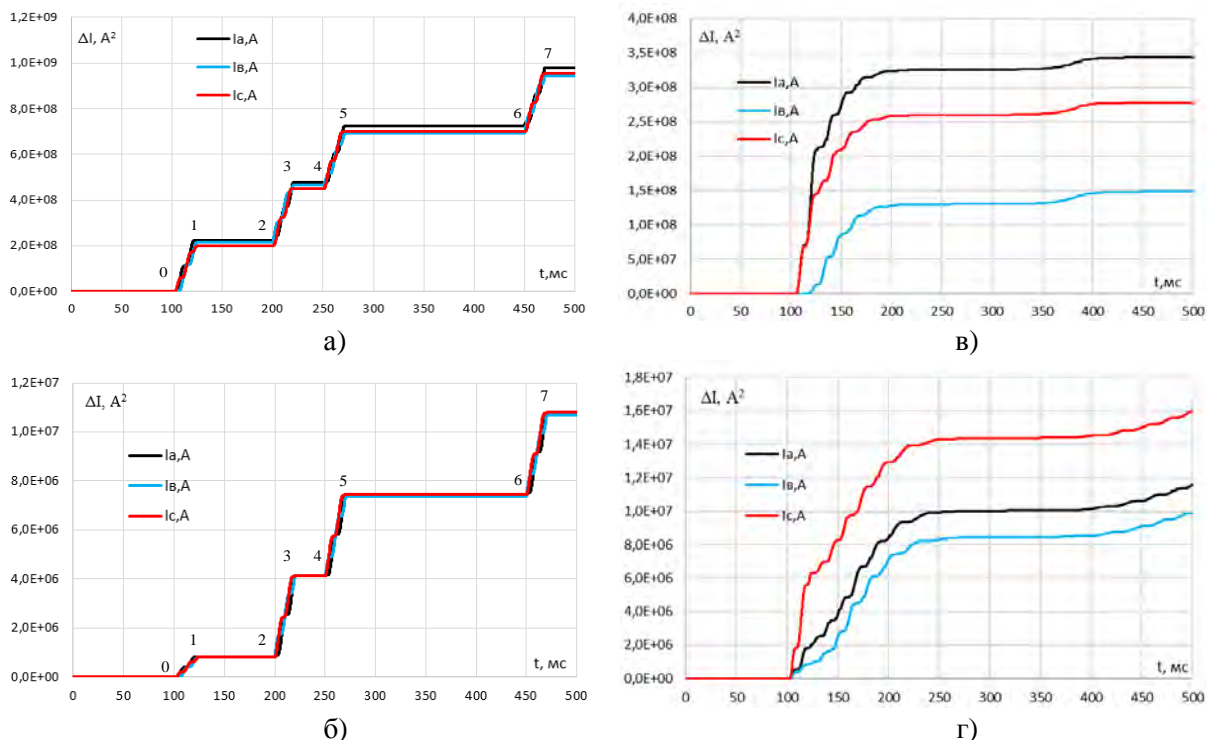 1,2E+09
ΔI, A²
Ia,A
Iв,A
Ic,A
1,0E+09
8,0E+08
6,0E+08
4,0E+08
2,0E+08
0,0E+00
0 1 2 3 4 5 6 7
t,мс
0 50 100 150 200 250 300 350 400 450 500
а)
4,0E+08
ΔI, A²
3,5E+08
3,0E+08
2,5E+08
2,0E+08
1,5E+08
1,0E+08
5,0E+07
0,0E+00
Ia,A
Iв,A
Ic,A
t,мс
0 50 100 150 200 250 300 350 400 450 500
в)
1,2E+07
ΔI, A²
1,0E+07
8,0E+06
6,0E+06
4,0E+06
2,0E+06
0,0E+00
Ia,A
Iв,A
Ic,A
0 1 2 3 4 5 6 7
t, мс
0 50 100 150 200 250 300 350 400 450 500
б)
1,8E+07
ΔI, A²
1,6E+07
1,4E+07
1,2E+07
1,0E+07
8,0E+06
6,0E+06
4,0E+06
2,0E+06
0,0E+00
Ia,A
Iв,A
Ic,A
t, мс
0 50 100 150 200 250 300 350 400 450 500
г)